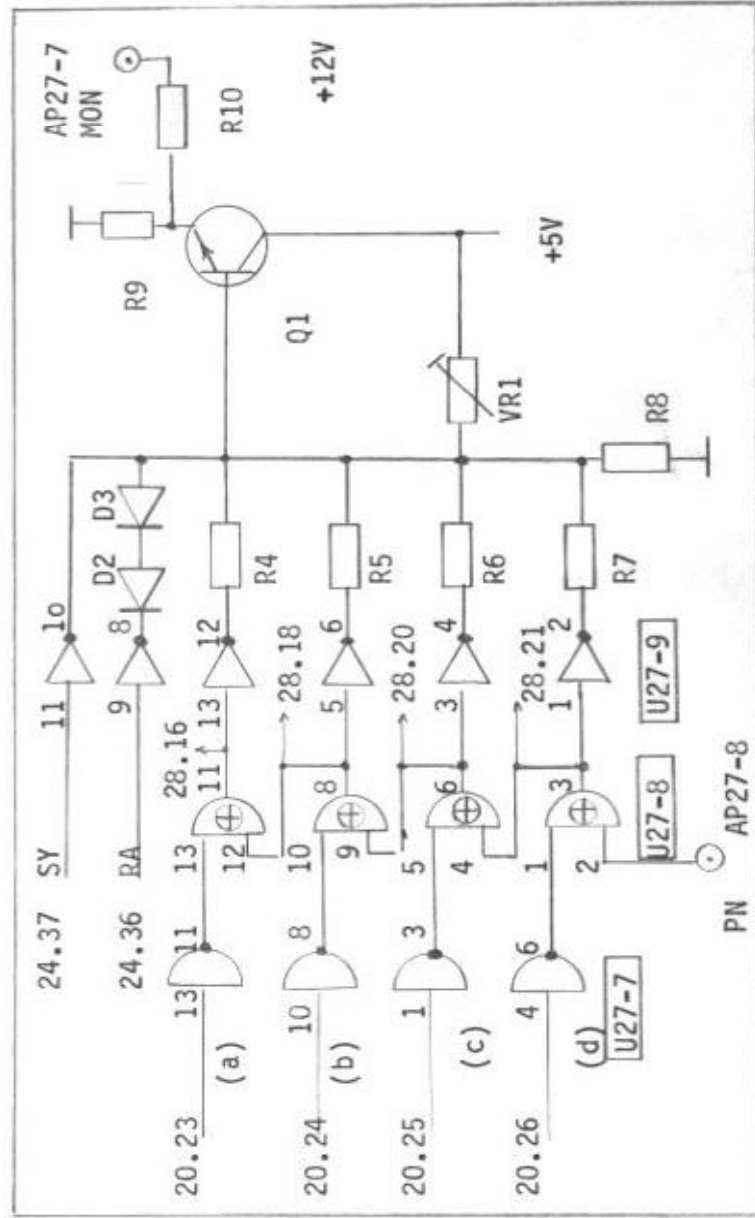 24.37 SY 11 10
24.36 RA 9 8 D2 D3
R9 AP27-7
MON
R10
20.23 13 11 13 12 28.16 11 13 12 R4
(a)
Q1
+12V
28.18
20.24 10 8 10 9 8 5 6 R5
(b)
28.20
20.25 1 3 5 4 6 3 4 R6
(c)
VR1
+5V
28.21
20.26 4 6 1 2 3 1 2 R7
(d)
R8
U27-7 U27-8 U27-9
PN AP27-8